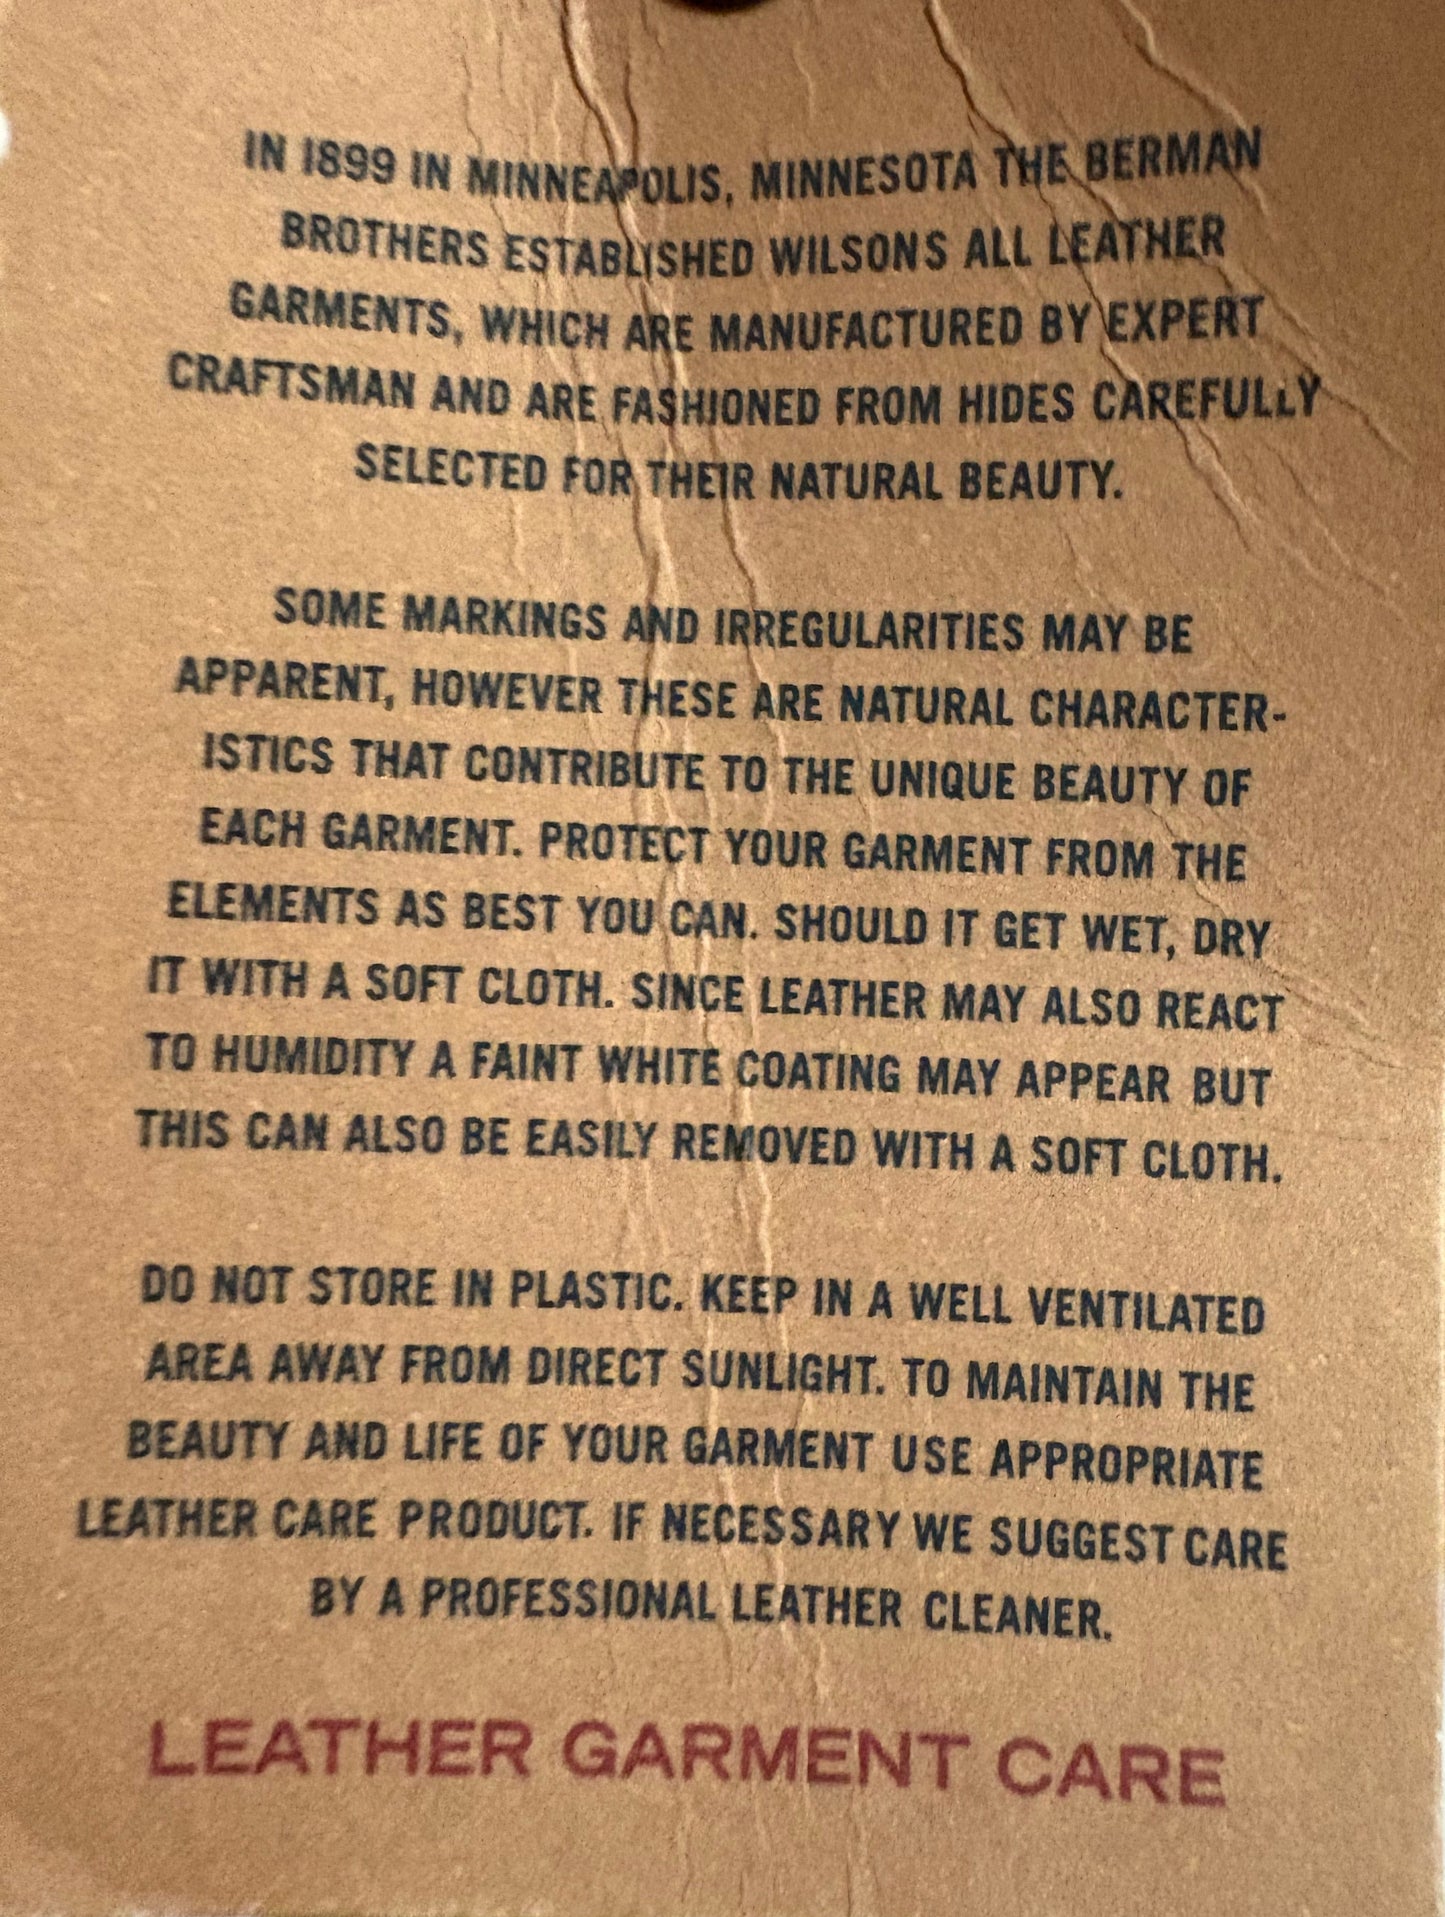 IN 1899 IN MINNEAPOLIS, MINNESOTA THE BERMAN
BROTHERS ESTABLISHED WILSONS ALL LEATHER
GARMENTS, WHICH ARE MANUFACTURED BY EXPERT
CRAFTSMAN AND ARE FASHIONED FROM HIDES CAREFULLY
SELECTED FOR THEIR NATURAL BEAUTY.
SOME MARKINGS AND IRREGULARITIES MAY BE
APPARENT, HOWEVER THESE ARE NATURAL CHARACTER-
ISTICS THAT CONTRIBUTE TO THE UNIQUE BEAUTY OF
EACH GARMENT. PROTECT YOUR GARMENT FROM THE
ELEMENTS AS BEST YOU CAN. SHOULD IT GET WET, DRY
IT WITH A SOFT CLOTH. SINCE LEATHER MAY ALSO REACT
TO HUMIDITY A FAINT WHITE COATING MAY APPEAR BUT
THIS CAN ALSO BE EASILY REMOVED WITH A SOFT CLOTH.
DO NOT STORE IN PLASTIC. KEEP IN A WELL VENTILATED
AREA AWAY FROM DIRECT SUNLIGHT. TO MAINTAIN THE
BEAUTY AND LIFE OF YOUR GARMENT USE APPROPRIATE
LEATHER CARE PRODUCT. IF NECESSARY WE SUGGEST CARE
BY A PROFESSIONAL LEATHER CLEANER.
LEATHER GARMENT CARE